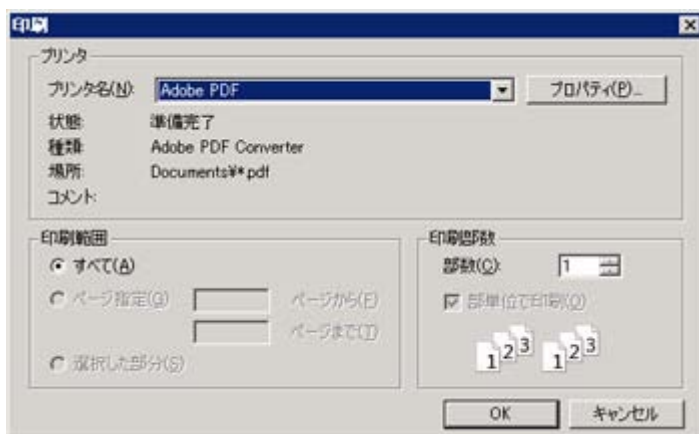 印刷
プリンタ
プリンタ名(N): Adobe PDF プロパティ(P)...
状態: 準備完了
種類: Adobe PDF Converter
場所: Documents¥*.pdf
コメント:
印刷範囲
すべて(A)
ページ指定(G) ページから(F)
ページまで(T)
選択した部分(S)
印刷部数
部数(C): 1
部単位で印刷(O)
1 2 3 1 2 3
OK キャンセル